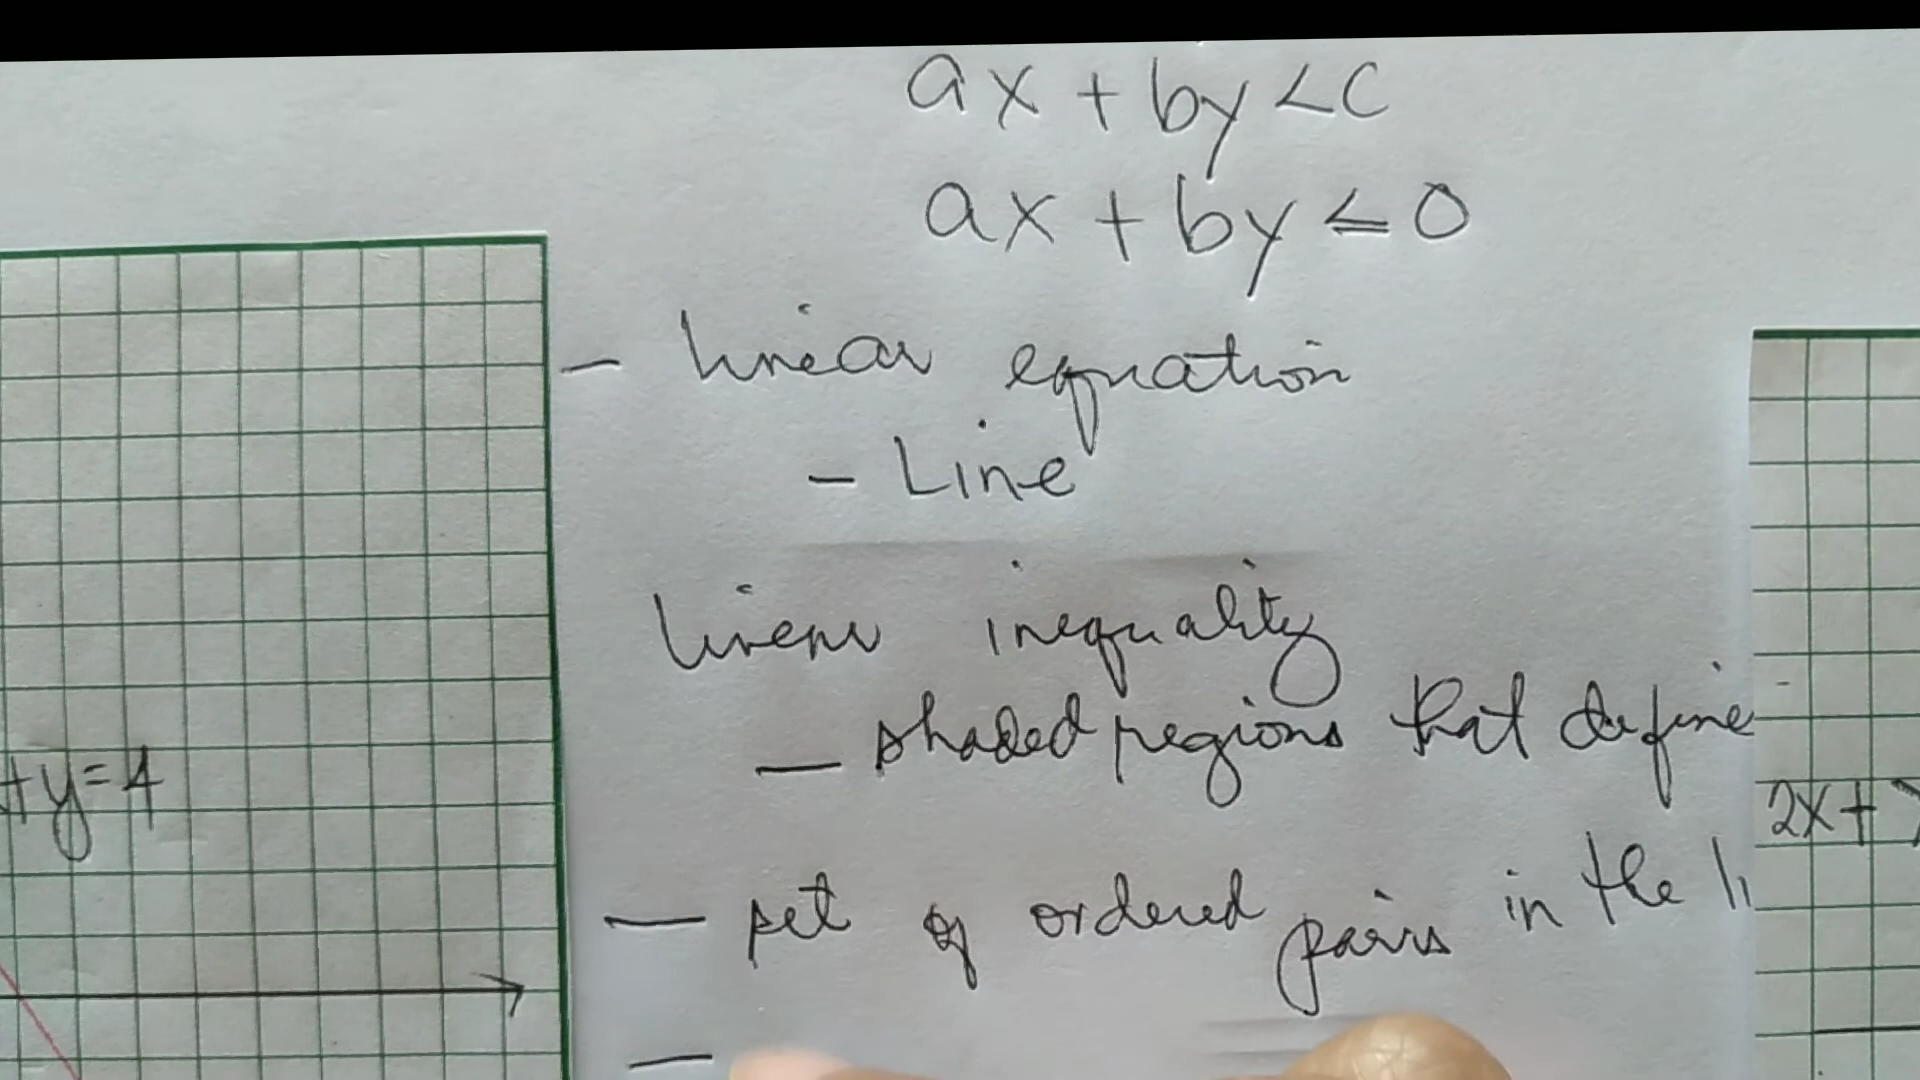 ax + by < c
ax + by ≤ 0
- linear equation
- Line
linear inequality
- shaded regions that define
+y=4
2x+
- set of ordered pairs in the li
-